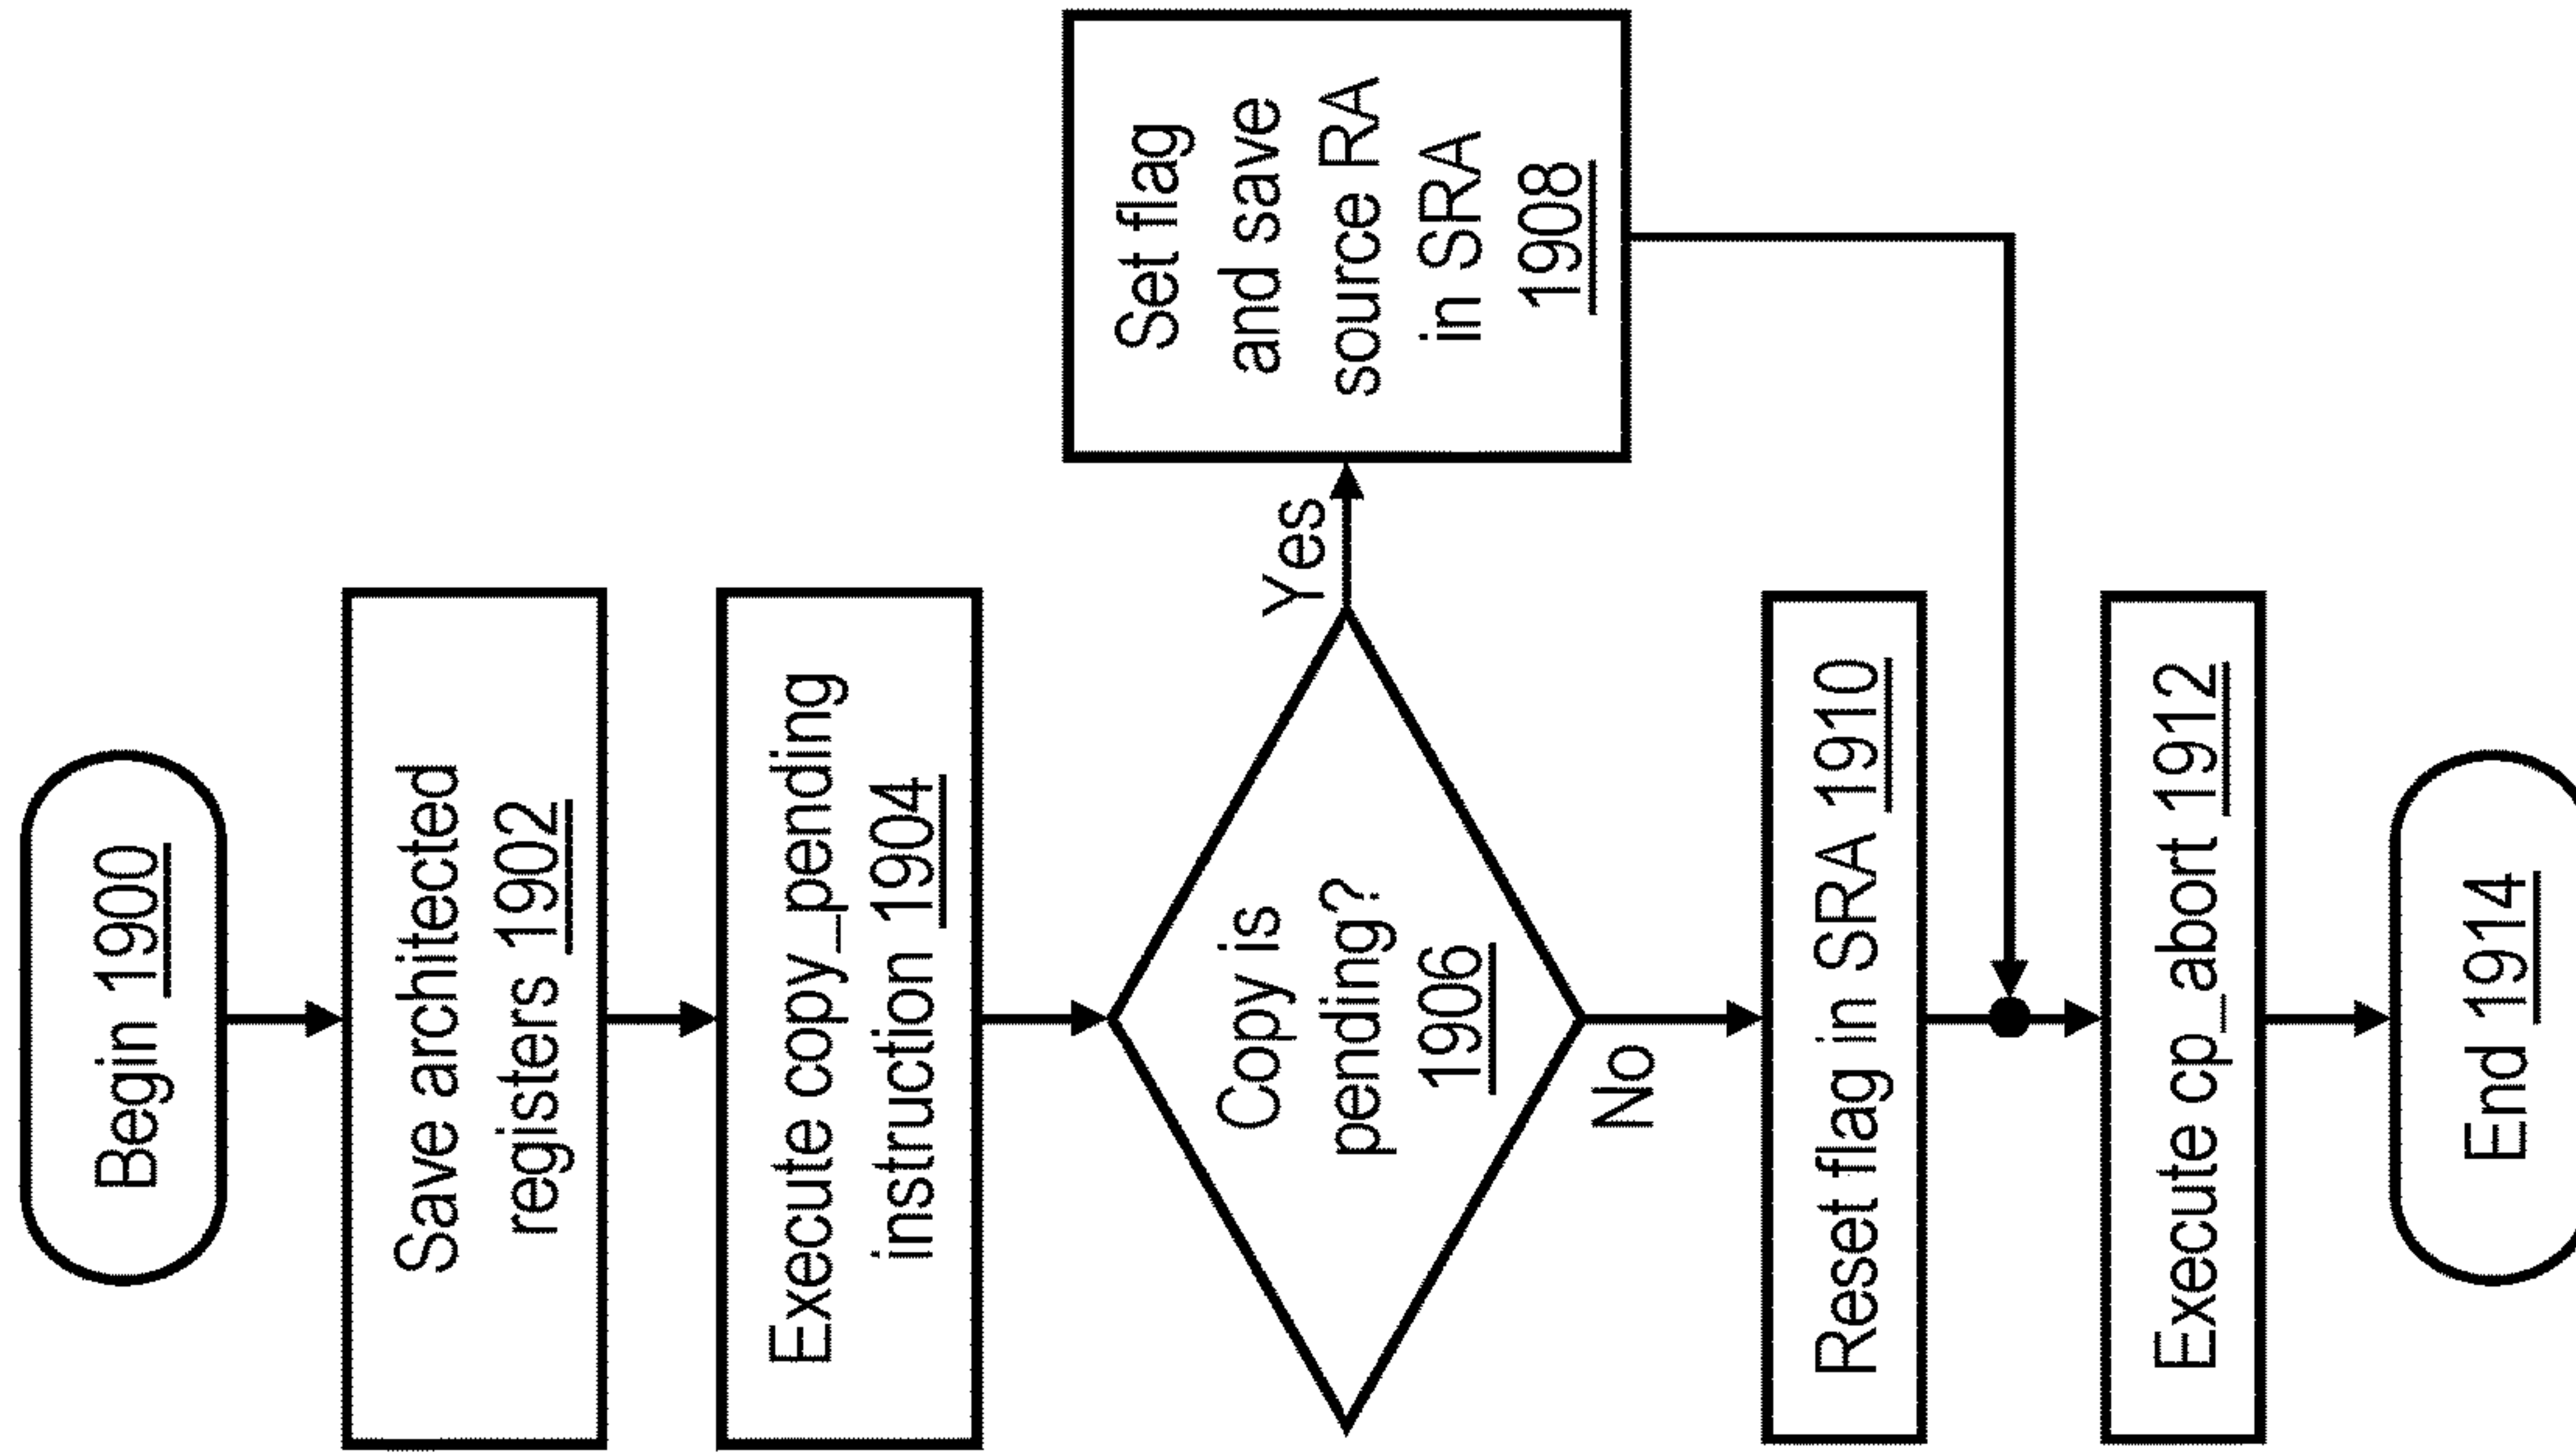 Begin 1900
Save architected
registers 1902
Execute copy_pending
instruction 1904
Copy is
pending?
1906
Yes
Set flag
and save
source RA
in SRA
1908
No
Reset flag in SRA 1910
Execute cp_abort 1912
End 1914